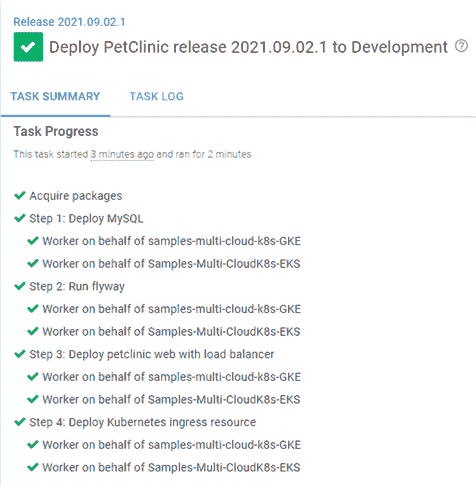 Release 2021.09.02.1
Deploy PetClinic release 2021.09.02.1 to Development ?
TASK SUMMARY TASK LOG
Task Progress
This task started 3 minutes ago and ran for 2 minutes
Acquire packages
Step 1: Deploy MySQL
Worker on behalf of samples-multi-cloud-k8s-GKE
Worker on behalf of Samples-Multi-CloudK8s-EKS
Step 2: Run flyway
Worker on behalf of samples-multi-cloud-k8s-GKE
Worker on behalf of Samples-Multi-CloudK8s-EKS
Step 3: Deploy petclinic web with load balancer
Worker on behalf of samples-multi-cloud-k8s-GKE
Worker on behalf of Samples-Multi-CloudK8s-EKS
Step 4: Deploy Kubernetes ingress resource
Worker on behalf of samples-multi-cloud-k8s-GKE
Worker on behalf of Samples-Multi-CloudK8s-EKS